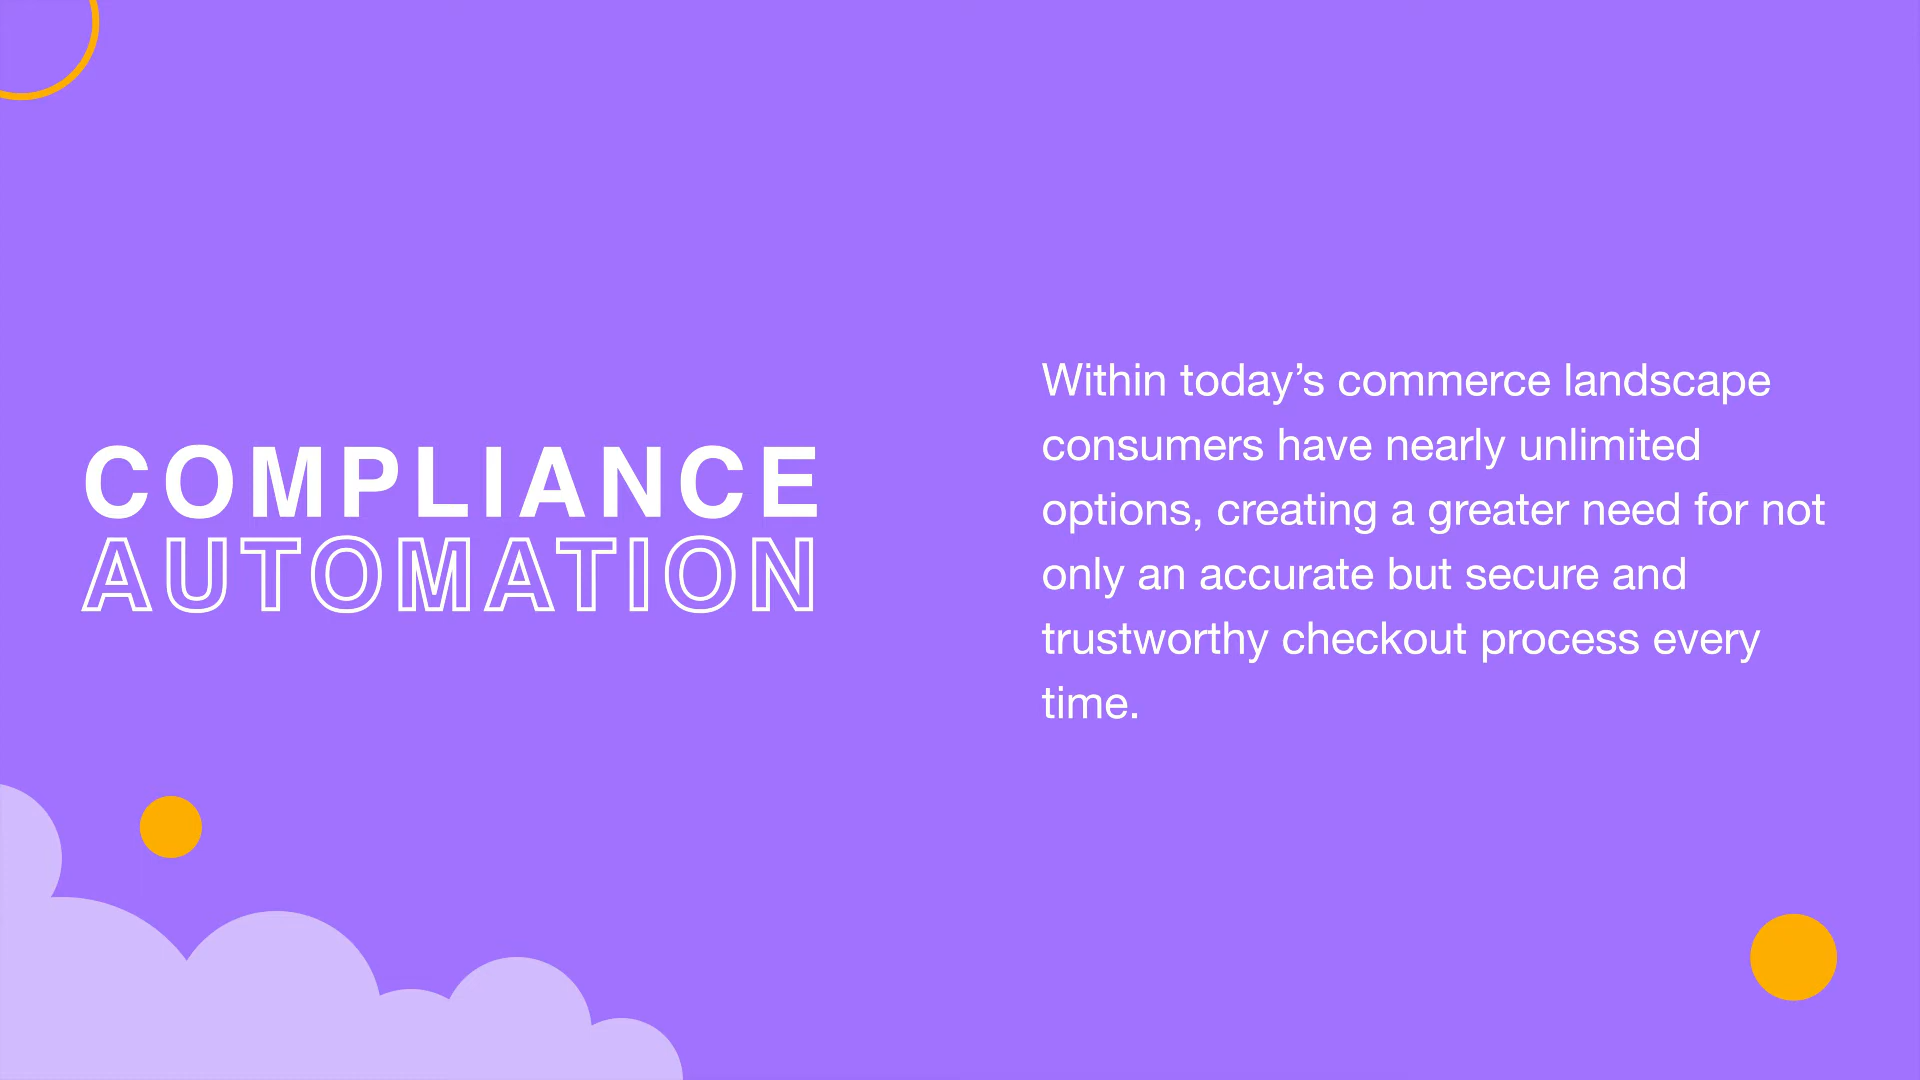 COMPLIANCE
AUTOMATION
Within today’s commerce landscape
consumers have nearly unlimited
options, creating a greater need for not
only an accurate but secure and
trustworthy checkout process every
time.